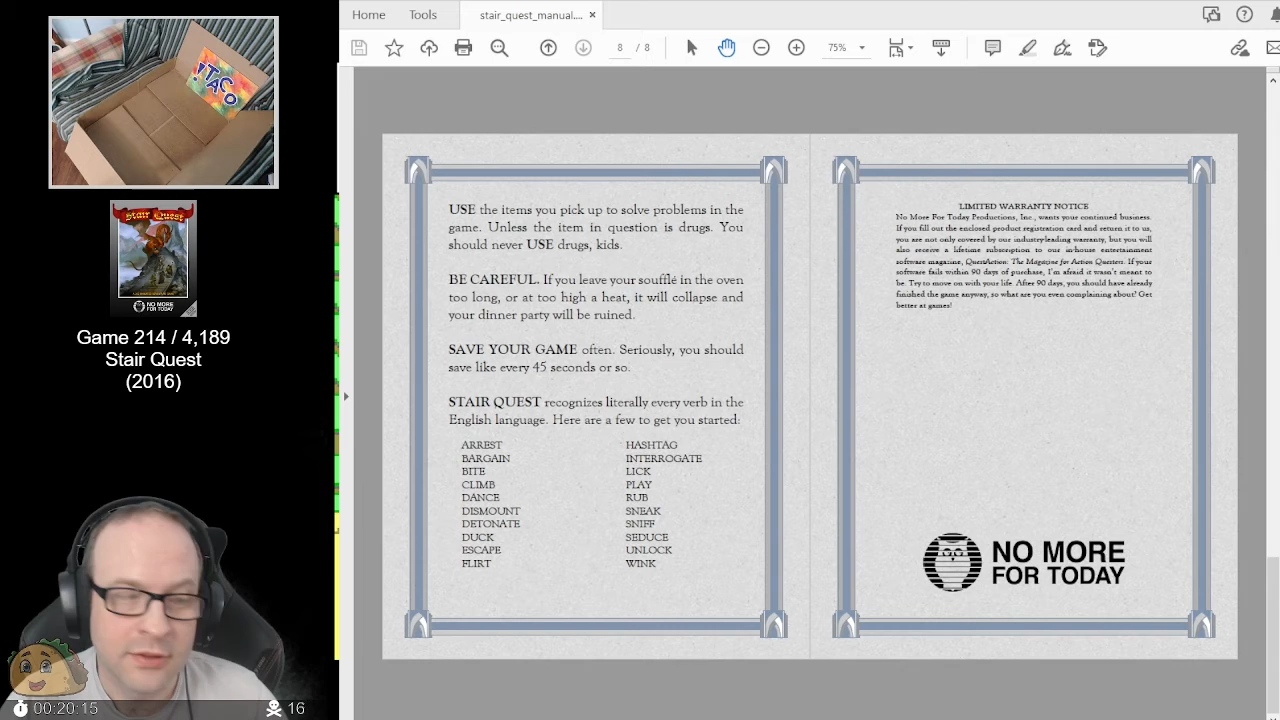 Home
Tools
stair_quest_manual....
8 / 8
75%
!TACO
Stair Quest
NO MORE
FOR TODAY
Game 214 / 4,189
Stair Quest
(2016)
00:20:15
16
USE the items you pick up to solve problems in the
game. Unless the item in question is drugs. You
should never USE drugs, kids.
BE CAREFUL. If you leave your soufflé in the oven
too long, or at too high a heat, it will collapse and
your dinner party will be ruined.
SAVE YOUR GAME often. Seriously, you should
save like every 45 seconds or so.
STAIR QUEST recognizes literally every verb in the
English language. Here are a few to get you started:
ARREST
BARGAIN
BITE
CLIMB
DANCE
DISMOUNT
DETONATE
DUCK
ESCAPE
FLIRT
HASHTAG
INTERROGATE
LICK
PLAY
RUB
SNEAK
SNIFF
SEDUCE
UNLOCK
WINK
LIMITED WARRANTY NOTICE
No More For Today Productions, Inc., wants your continued business.
If you fill out the enclosed product registration card and return it to us,
you are not only covered by our industry-leading warranty, but you will
also receive a lifetime subscription to our in-house entertainment
software magazine, QuestAction: The Magazine for Action Questers. If your
software fails within 90 days of purchase, I'm afraid it wasn't meant to
be. Try to move on with your life. After 90 days, you should have already
finished the game anyway, so what are you even complaining about? Get
better at games!
NO MORE
FOR TODAY